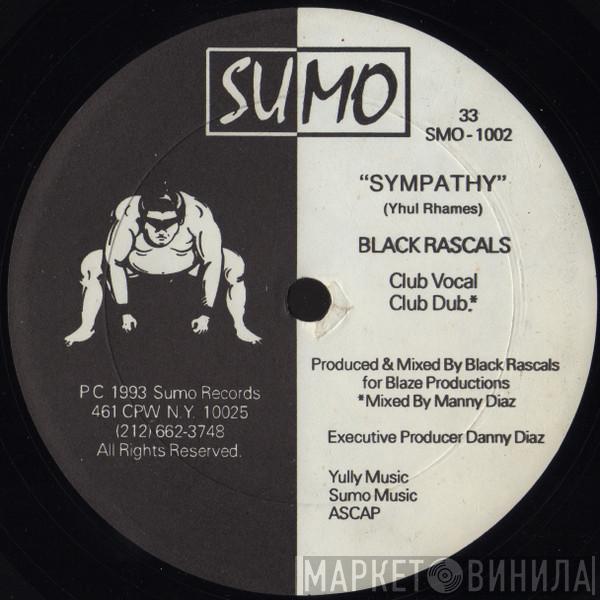 SUMO
33
SMO-1002
"SYMPATHY"
(Yhul Rhames)
BLACK RASCALS
Club Vocal
Club Dub.*
Produced & Mixed By Black Rascals
for Blaze Productions
*Mixed By Manny Diaz
Executive Producer Danny Diaz
Yully Music
Sumo Music
ASCAP
P C 1993 Sumo Records
461 CPW N.Y. 10025
(212) 662-3748
All Rights Reserved.
МАРКЕТ ВИНИЛА